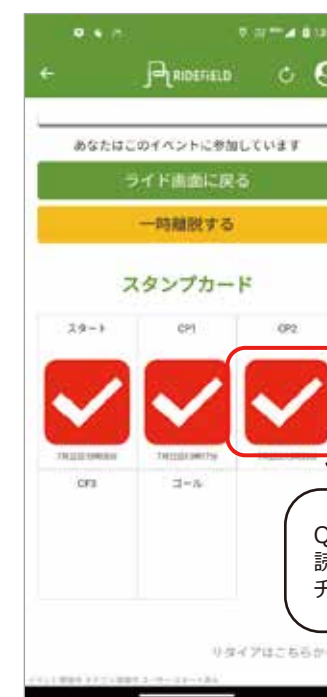 RIDEFIELD
あなたはこのイベントに参加しています
ライド画面に戻る
一時離脱する
スタンプカード
スタート CP1 CP2
CP3 ゴール
Q
読
チ
リタイアはこちらか